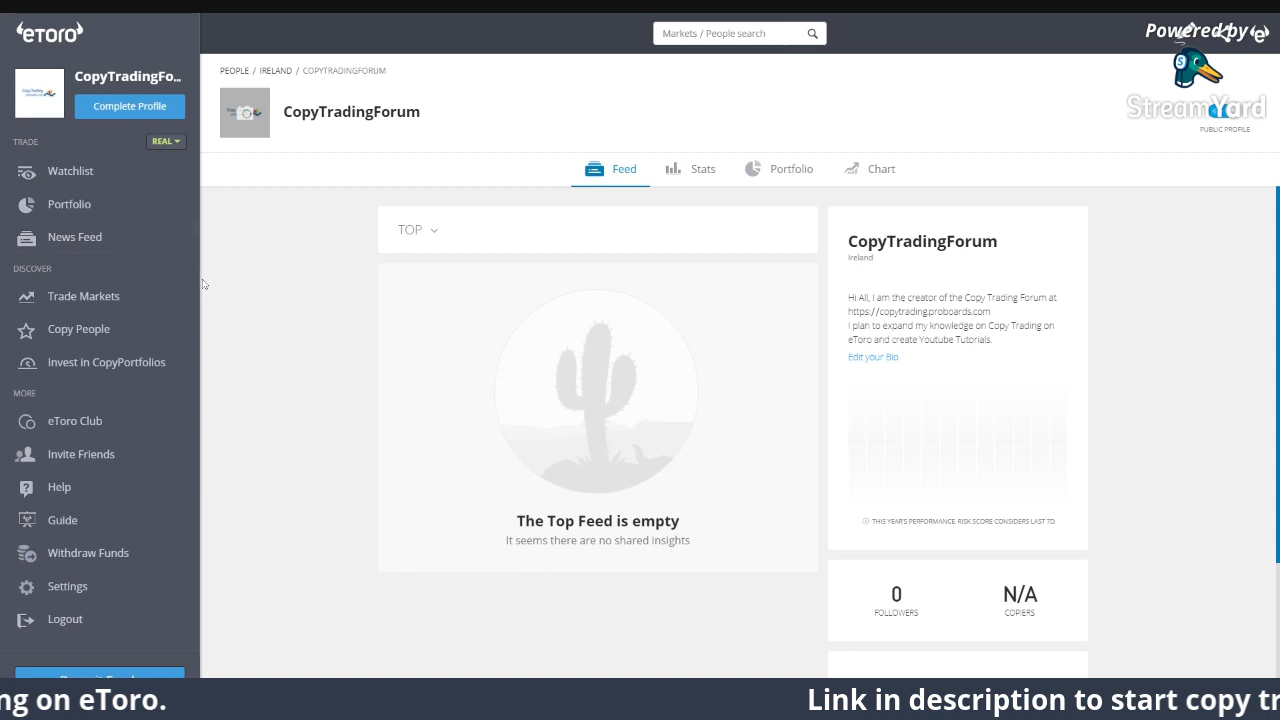 eToro
Markets / People search
Powered by
StreamYard
CopyTradingFo...
Complete Profile
TRADE
REAL
Watchlist
Portfolio
News Feed
DISCOVER
Trade Markets
Copy People
Invest in CopyPortfolios
MORE
eToro Club
Invite Friends
Help
Guide
Withdraw Funds
Settings
Logout
PEOPLE / IRELAND / COPYTRADINGFORUM
CopyTradingForum
PUBLIC PROFILE
Feed
Stats
Portfolio
Chart
TOP
The Top Feed is empty
It seems there are no shared insights
CopyTradingForum
Ireland
Hi All, I am the creator of the Copy Trading Forum at
https://copytrading.proboards.com
I plan to expand my knowledge on Copy Trading on
eToro and create Youtube Tutorials.
Edit your Bio
THIS YEAR'S PERFORMANCE. RISK SCORE CONSIDERS LAST 7D.
0
FOLLOWERS
N/A
COPIERS
ng on eToro.
Link in description to start copy tr